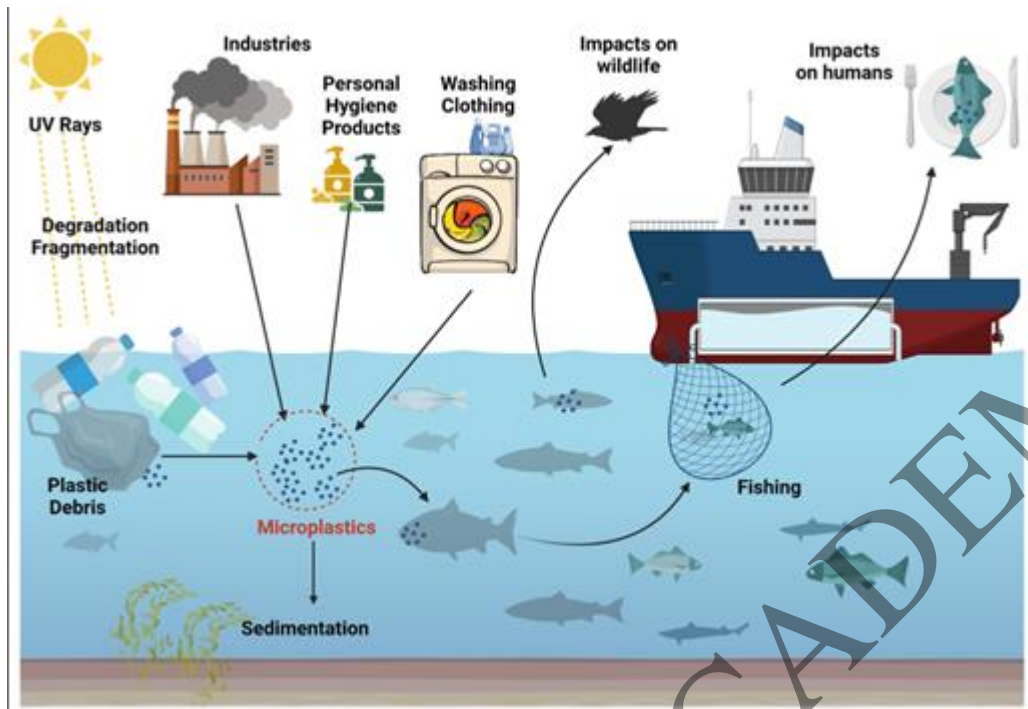 Industries
Personal
Hygiene
Products
Washing
Clothing
Impacts on
wildlife
Impacts
on humans
UV Rays
Degradation
Fragmentation
Plastic
Debris
Microplastics
Fishing
Sedimentation
CADEM